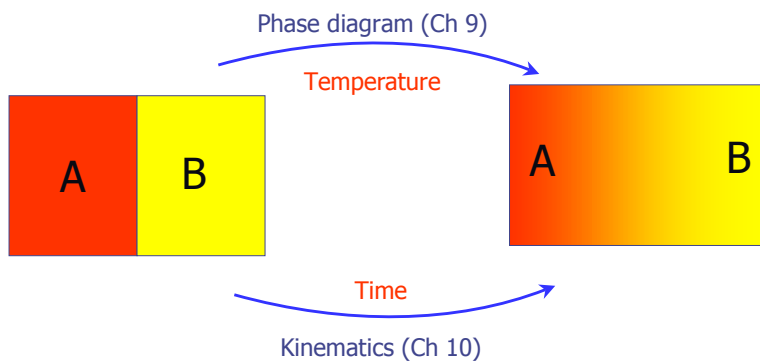 Phase diagram (Ch 9)
Temperature
A
B
A
B
Time
Kinematics (Ch 10)